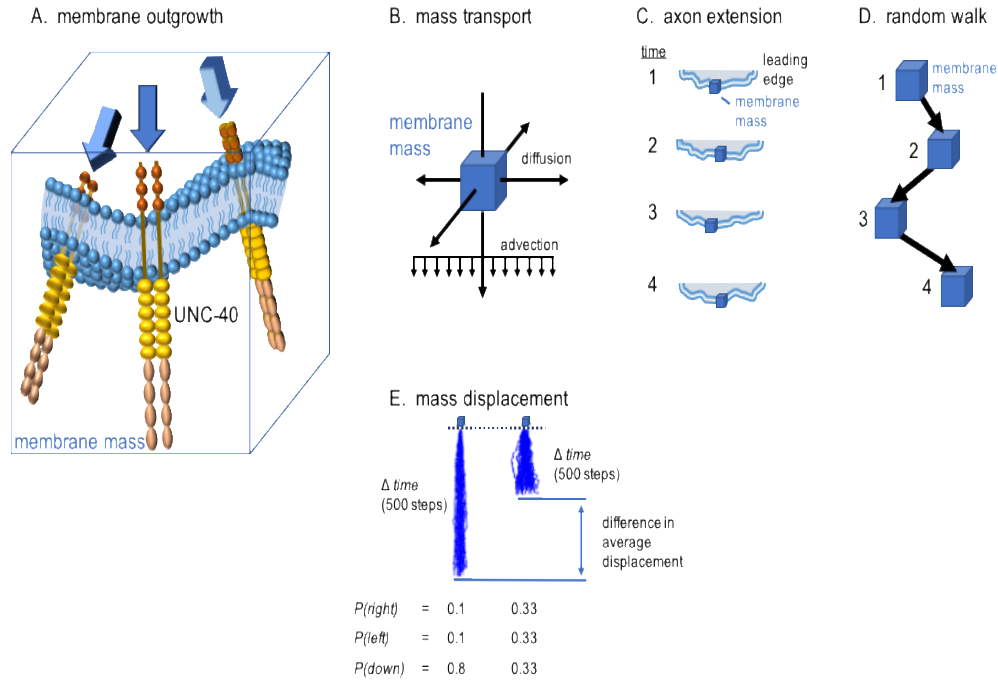 A. membrane outgrowth
UNC-40
membrane mass
B. mass transport
membrane
mass
diffusion
advection
C. axon extension
time
1
leading
edge
membrane
mass
2
3
4
D. random walk
1
membrane
mass
2
3
4
E. mass displacement
Δ time
(500 steps)
Δ time
(500 steps)
difference in
average
displacement
P(right) = 0.1 0.33
P(left) = 0.1 0.33
P(down) = 0.8 0.33